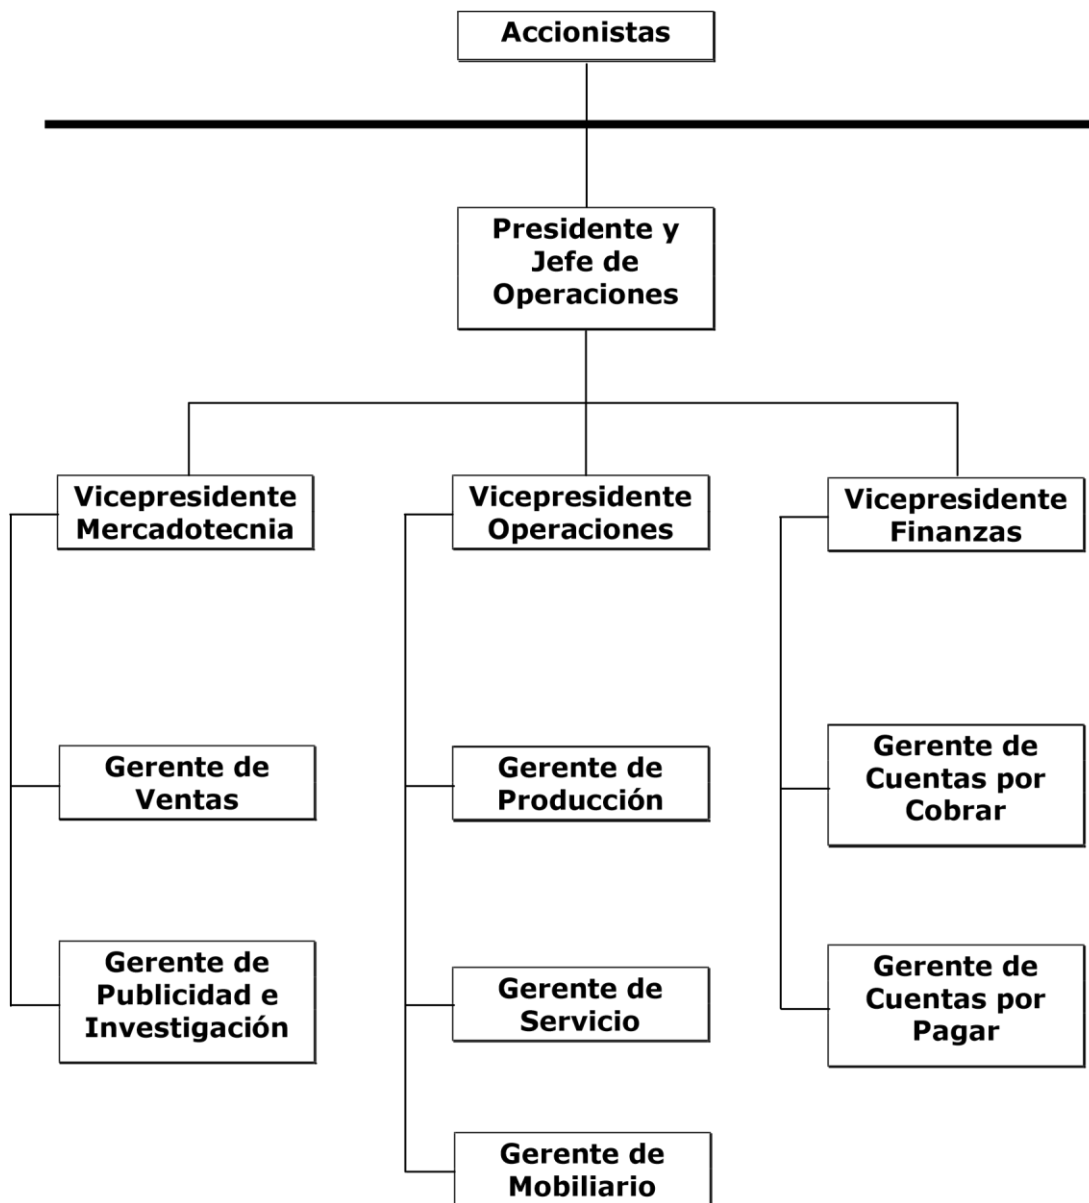 Accionistas
Presidente y
Jefe de
Operaciones
Vicepresidente
Mercadotecnia
Vicepresidente
Operaciones
Vicepresidente
Finanzas
Gerente de
Ventas
Gerente de
Producción
Gerente de
Cuentas por
Cobrar
Gerente de
Publicidad e
Investigación
Gerente de
Servicio
Gerente de
Cuentas por
Pagar
Gerente de
Mobiliario